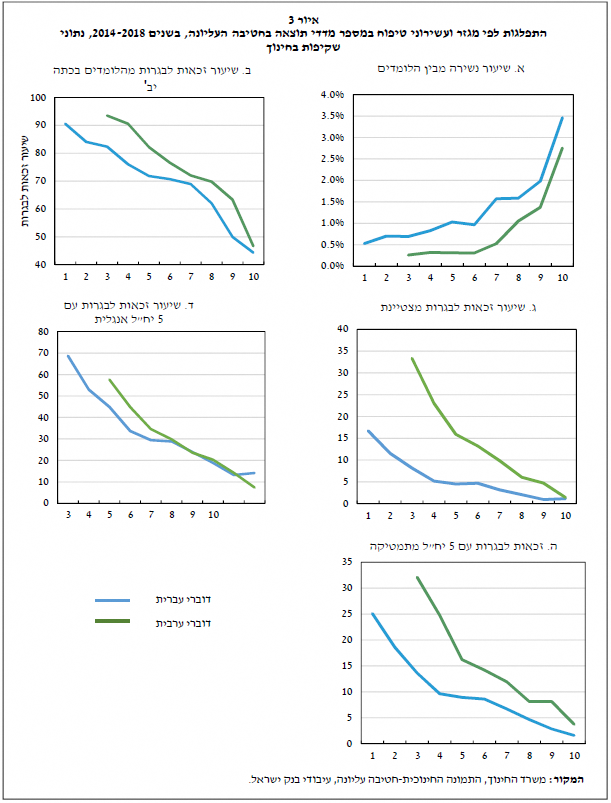 איור 3
התפלגות לפי מגזר ועשירוני טיפוח במספר מדדי תוצאה בחטיבה העליונה, בשנים 2014-2018, נתוני
שקיפות בחינוך
א. שיעור נשירה מבין הלומדים
4.0%
3.5%
3.0%
2.5%
2.0%
1.5%
1.0%
0.5%
0.0%
1 2 3 4 5 6 7 8 9 10
ב. שיעור זכאות לבגרות מהלומדים בכתה
יב'
שיעור זכאות לבגרות
100
90
80
70
60
50
40
1 2 3 4 5 6 7 8 9 10
ג. שיעור זכאות לבגרות מצטיינת
40
35
30
25
20
15
10
5
0
1 2 3 4 5 6 7 8 9 10
ד. שיעור זכאות לבגרות עם
5 יח״ל אנגלית
80
70
60
50
40
30
20
10
0
3 4 5 6 7 8 9 10
ה. זכאות לבגרות עם 5 יח״ל מתמטיקה
35
30
25
20
15
10
5
0
1 2 3 4 5 6 7 8 9 10
דוברי עברית
דוברי ערבית
המקור: משרד החינוך, התמונה החינוכית-חטיבה עליונה, עיבודי בנק ישראל.